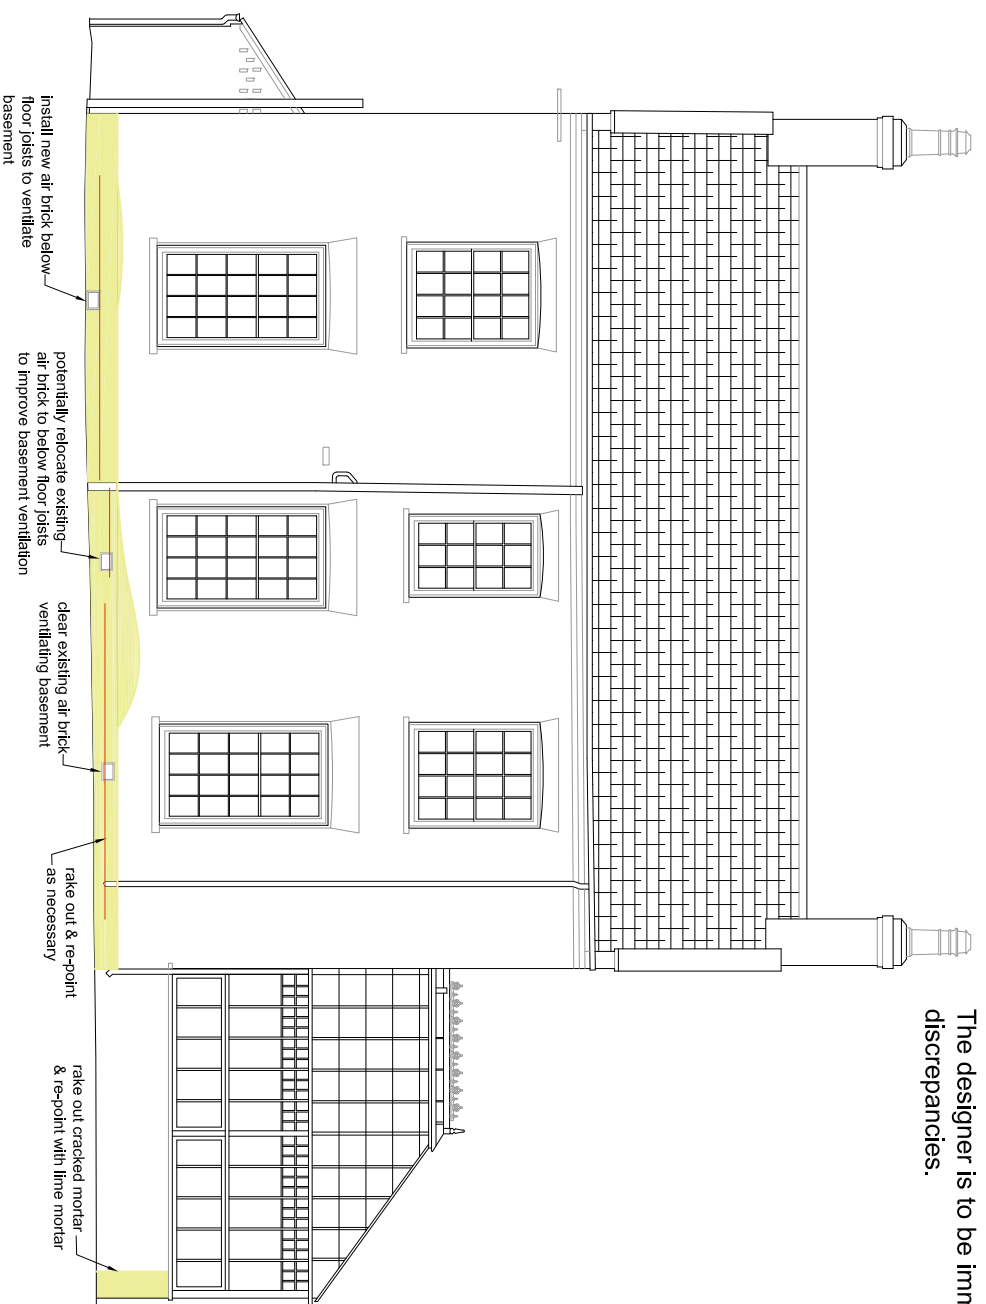 The designer is to be imm
discrepancies.
install new air brick below
floor joists to ventilate
basement
potentially relocate existing
air brick to below floor joists
to improve basement ventilation
clear existing air brick
ventilating basement
rake out & re-point
as necessary
rake out cracked mortar
& re-point with lime mortar